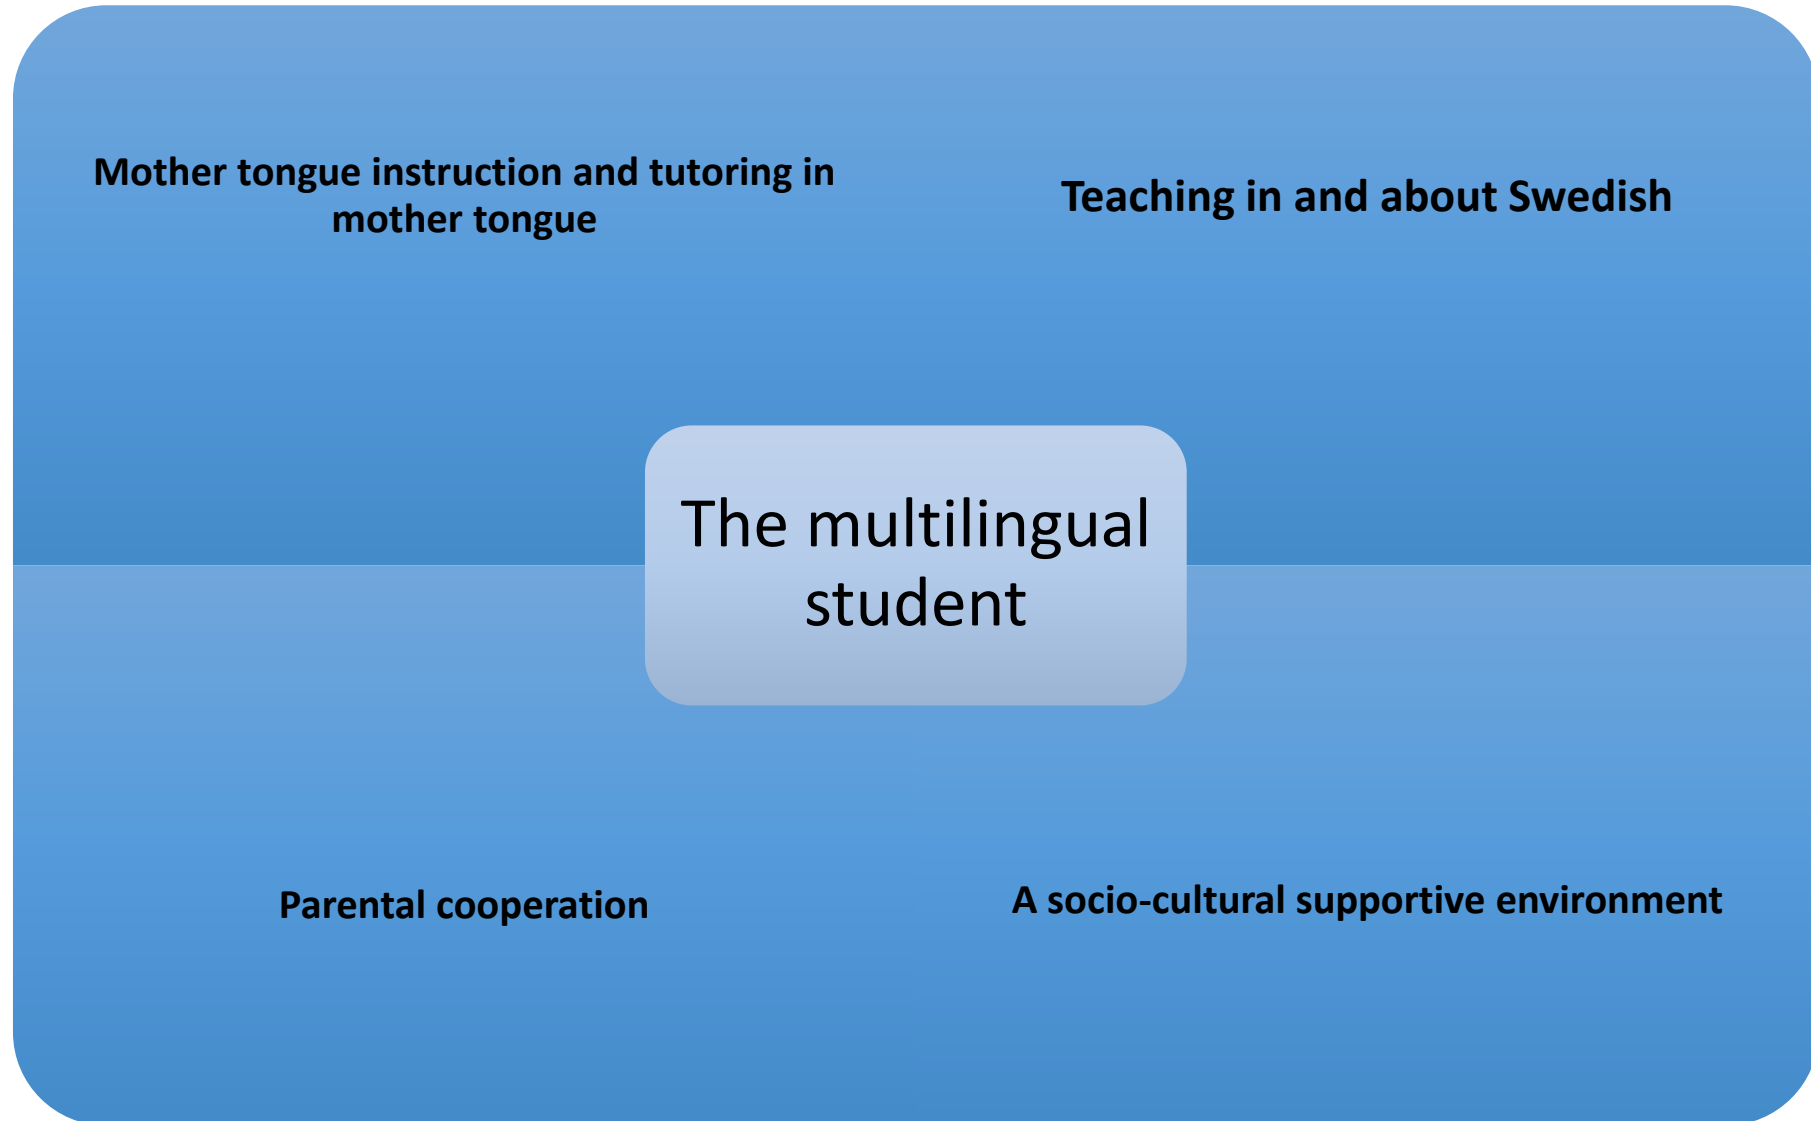 Mother tongue instruction and tutoring in
mother tongue
Teaching in and about Swedish
The multilingual
student
Parental cooperation
A socio-cultural supportive environment